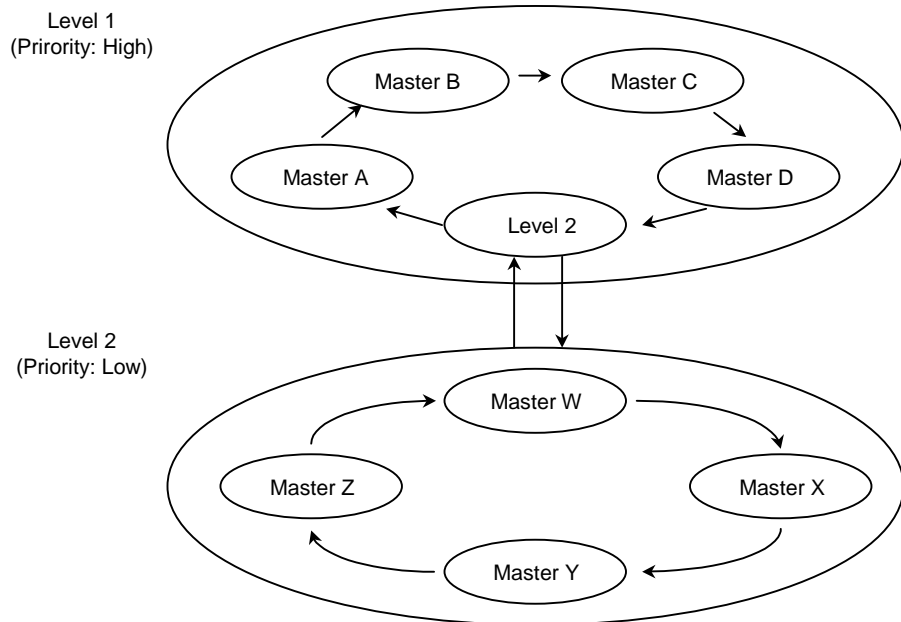 Level 1
(Prirority: High)
Master B
Master C
Master A
Master D
Level 2
Level 2
(Priority: Low)
Master W
Master Z
Master X
Master Y